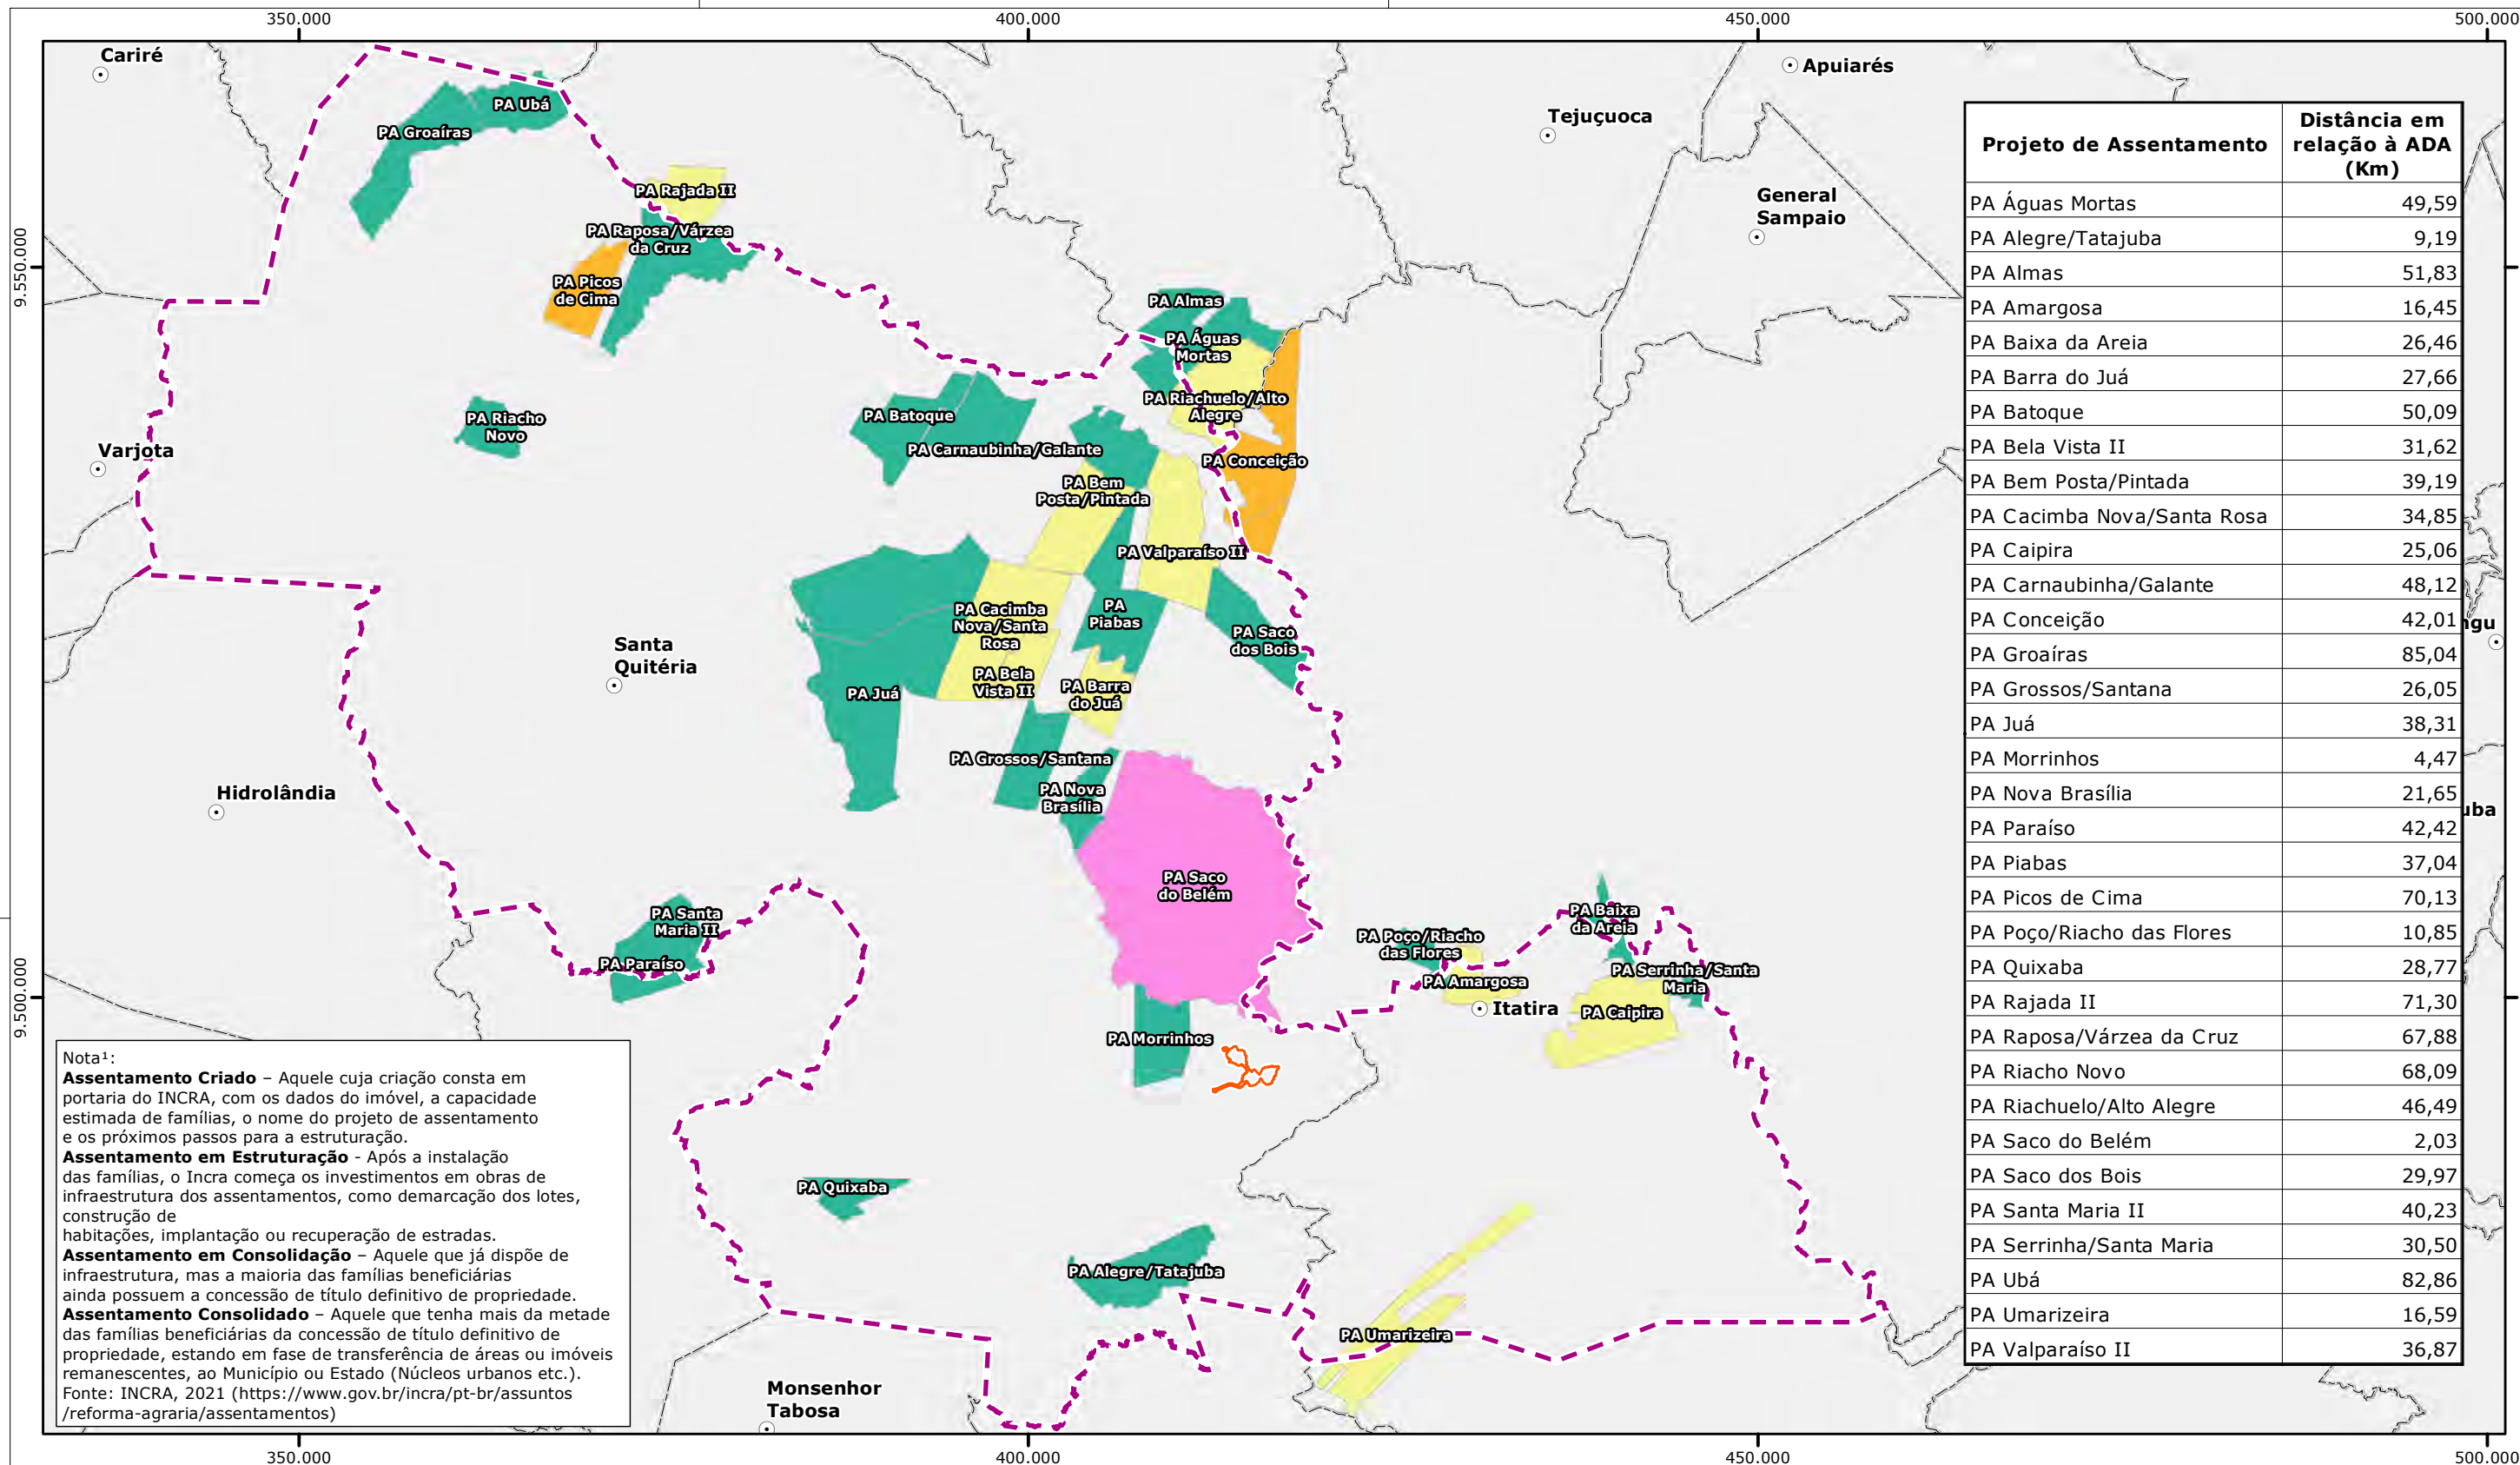 350.000
400.000
450.000
500.000
9.550.000
9.500.000
Cariré
Apuiarés
Tejuçuoca
General
Sampaio
Varjota
Santa
Quitéria
Hidrolândia
Itatira
Monsenhor
Tabosa
ngu
uba
PA Ubá
PA Groaíras
PA Rajada II
PA Raposa/Várzea
da Cruz
PA Picos
de Cima
PA Almas
PA Águas
Mortas
PA Riachuelo/Alto
Alegre
PA Riacho
Novo
PA Batoque
PA Carnaubinha/Galante
PA Conceição
PA Bem
Posta/Pintada
PA Valparaíso II
PA Cacimba
Nova/Santa
Rosa
PA
Piabas
PA Saco
dos Bois
PA Bela
Vista II
PA Barra
do Juá
PA Juá
PA Grossos/Santana
PA Nova
Brasília
PA Saco
do Belém
PA Santa
Maria II
PA Paraíso
PA Poço/Riacho
das Flores
PA Amargosa
PA Baixa
da Areia
PA Serrinha/Santa
Maria
PA Caipira
PA Morrinhos
PA Quixaba
PA Alegre/Tatajuba
PA Umarizeira
Projeto de Assentamento
Distância em
relação à ADA
(Km)
PA Águas Mortas 49,59
PA Alegre/Tatajuba 9,19
PA Almas 51,83
PA Amargosa 16,45
PA Baixa da Areia 26,46
PA Barra do Juá 27,66
PA Batoque 50,09
PA Bela Vista II 31,62
PA Bem Posta/Pintada 39,19
PA Cacimba Nova/Santa Rosa 34,85
PA Caipira 25,06
PA Carnaubinha/Galante 48,12
PA Conceição 42,01
PA Groaíras 85,04
PA Grossos/Santana 26,05
PA Juá 38,31
PA Morrinhos 4,47
PA Nova Brasília 21,65
PA Paraíso 42,42
PA Piabas 37,04
PA Picos de Cima 70,13
PA Poço/Riacho das Flores 10,85
PA Quixaba 28,77
PA Rajada II 71,30
PA Raposa/Várzea da Cruz 67,88
PA Riacho Novo 68,09
PA Riachuelo/Alto Alegre 46,49
PA Saco do Belém 2,03
PA Saco dos Bois 29,97
PA Santa Maria II 40,23
PA Serrinha/Santa Maria 30,50
PA Ubá 82,86
PA Umarizeira 16,59
PA Valparaíso II 36,87
Nota¹:
Assentamento Criado – Aquele cuja criação consta em
portaria do INCRA, com os dados do imóvel, a capacidade
estimada de famílias, o nome do projeto de assentamento
e os próximos passos para a estruturação.
Assentamento em Estruturação - Após a instalação
das famílias, o Incra começa os investimentos em obras de
infraestrutura dos assentamentos, como demarcação dos lotes,
construção de
habitações, implantação ou recuperação de estradas.
Assentamento em Consolidação – Aquele que já dispõe de
infraestrutura, mas a maioria das famílias beneficiárias
ainda possuem a concessão de título definitivo de propriedade.
Assentamento Consolidado – Aquele que tenha mais da metade
das famílias beneficiárias da concessão de título definitivo de
propriedade, estando em fase de transferência de áreas ou imóveis
remanescentes, ao Município ou Estado (Núcleos urbanos etc.).
Fonte: INCRA, 2021 (https://www.gov.br/incra/pt-br/assuntos
/reforma-agraria/assentamentos)
350.000
400.000
450.000
500.000